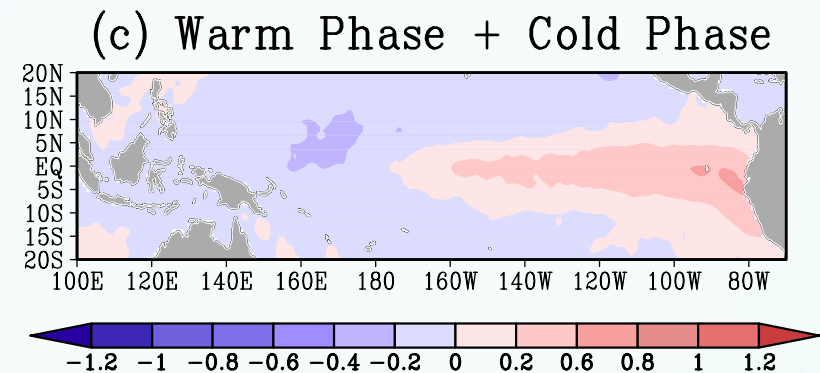 (c) Warm Phase + Cold Phase
20N
15N
10N
5N
EQ
5S
10S
15S
20S
100E 120E 140E 160E 180 160W 140W 120W 100W 80W
-1.2 -1 -0.8 -0.6 -0.4 -0.2 0 0.2 0.6 0.8 1 1.2